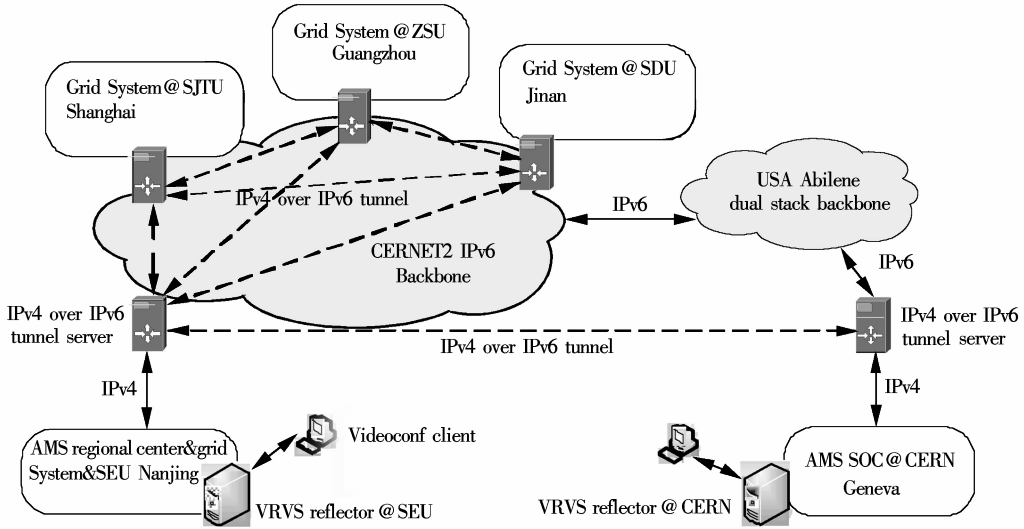 Grid System@ZSU
Guangzhou
Grid System@SJTU
Shanghai
Grid System@SDU
Jinan
IPv4 over IPv6 tunnel
CERNET2 IPv6
Backbone
IPv6
USA Abilene
dual stack backbone
IPv6
IPv4 over IPv6
tunnel server
IPv4 over IPv6 tunnel
IPv4 over IPv6
tunnel server
IPv4
IPv4
AMS regional center&grid
System&SEU Nanjing
Videoconf client
VRVS reflector@SEU
VRVS reflector@CERN
AMS SOC@CERN
Geneva